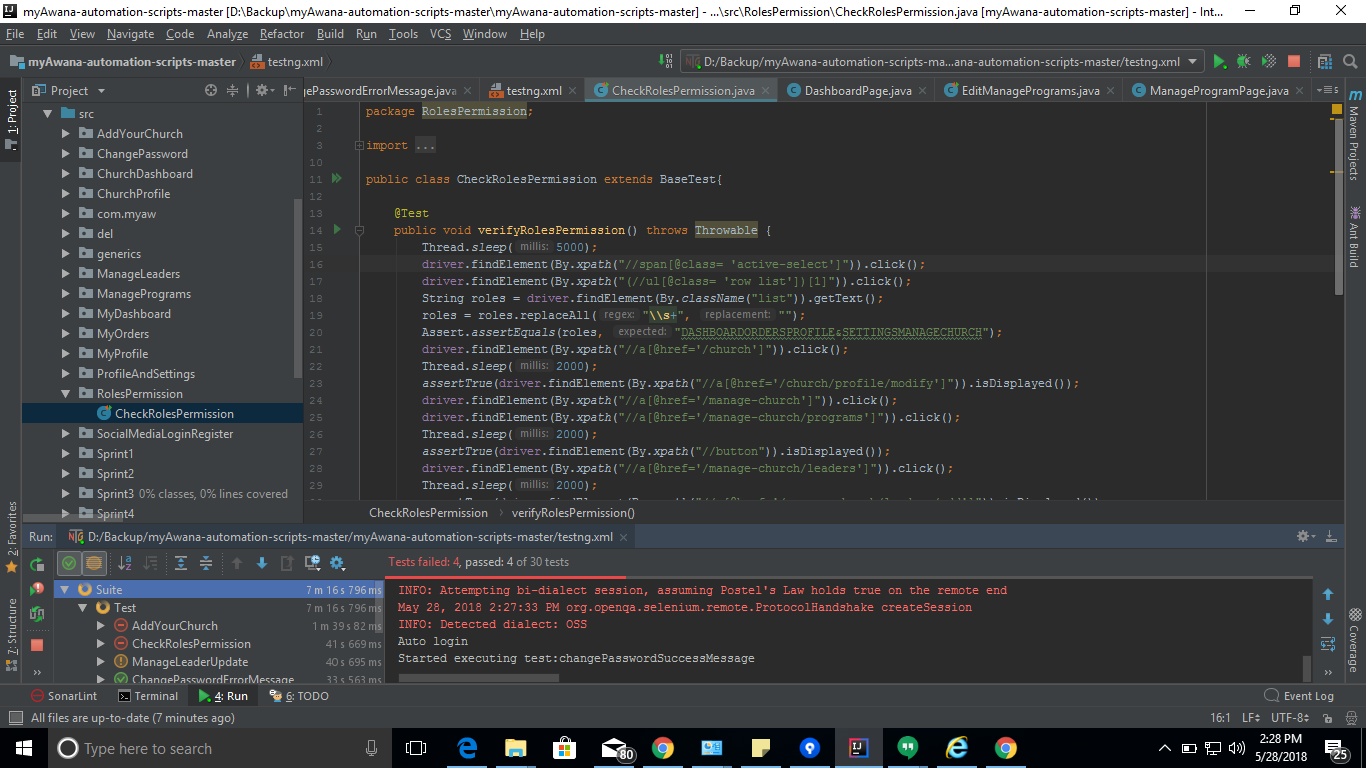 myAwana-automation-scripts-master [D:\Backup\myAwana-automation-scripts-master\myAwana-automation-scripts-master] - ...\src\RolesPermission\CheckRolesPermission.java [myAwana-automation-scripts-master] - Int...
File Edit View Navigate Code Analyze Refactor Build Run Tools VCS Window Help
myAwana-automation-scripts-master testng.xml D:/Backup/myAwana-automation-scripts-ma...ana-automation-scripts-master/testng.xml
Project gePasswordErrorMessage.java testng.xml CheckRolesPermission.java DashboardPage.java EditManagePrograms.java ManageProgramPage.java
1: Project
2: Favorites
7: Structure
Maven Projects
Ant Build
Coverage
src
AddYourChurch
ChangePassword
ChurchDashboard
ChurchProfile
com.myaw
del
generics
ManageLeaders
ManagePrograms
MyDashboard
MyOrders
MyProfile
ProfileAndSettings
RolesPermission
CheckRolesPermission
SocialMediaLoginRegister
Sprint1
Sprint2
Sprint3 0% classes, 0% lines covered
Sprint4
1 package RolesPermission;
2
3 import ...
10
11 public class CheckRolesPermission extends BaseTest{
12
13 @Test
14 public void verifyRolesPermission() throws Throwable {
15 Thread.sleep( millis: 5000);
16 driver.findElement(By.xpath("//span[@class= 'active-select']")).click();
17 driver.findElement(By.xpath("(//ul[@class= 'row list'])[1]")).click();
18 String roles = driver.findElement(By.className("list")).getText();
19 roles = roles.replaceAll( regex: "\\s+", replacement: "");
20 Assert.assertEquals(roles, expected: "DASHBOARDORDERSPROFILE&SETTINGSMANAGECHURCH");
21 driver.findElement(By.xpath("//a[@href='/church']")).click();
22 Thread.sleep( millis: 2000);
23 assertTrue(driver.findElement(By.xpath("//a[@href='/church/profile/modify']")).isDisplayed());
24 driver.findElement(By.xpath("//a[@href='/manage-church']")).click();
25 driver.findElement(By.xpath("//a[@href='/manage-church/programs']")).click();
26 Thread.sleep( millis: 2000);
27 assertTrue(driver.findElement(By.xpath("//button")).isDisplayed());
28 driver.findElement(By.xpath("//a[@href='/manage-church/leaders']")).click();
29 Thread.sleep( millis: 2000);
CheckRolesPermission verifyRolesPermission()
Run: D:/Backup/myAwana-automation-scripts-master/myAwana-automation-scripts-master/testng.xml
Tests failed: 4, passed: 4 of 30 tests
Suite 7 m 16 s 796 ms
Test 7 m 16 s 796 ms
AddYourChurch 1 m 39 s 82 ms
CheckRolesPermission 41 s 669 ms
ManageLeaderUpdate 40 s 695 ms
ChangePasswordErrorMessage 33 s 563 ms
INFO: Attempting bi-dialect session, assuming Postel's Law holds true on the remote end
May 28, 2018 2:27:33 PM org.openqa.selenium.remote.ProtocolHandshake createSession
INFO: Detected dialect: OSS
Auto login
Started executing test:changePasswordSuccessMessage
SonarLint Terminal 4: Run 6: TODO Event Log
All files are up-to-date (7 minutes ago) 16:1 LF UTF-8
Type here to search
80
2:28 PM
5/28/2018
25